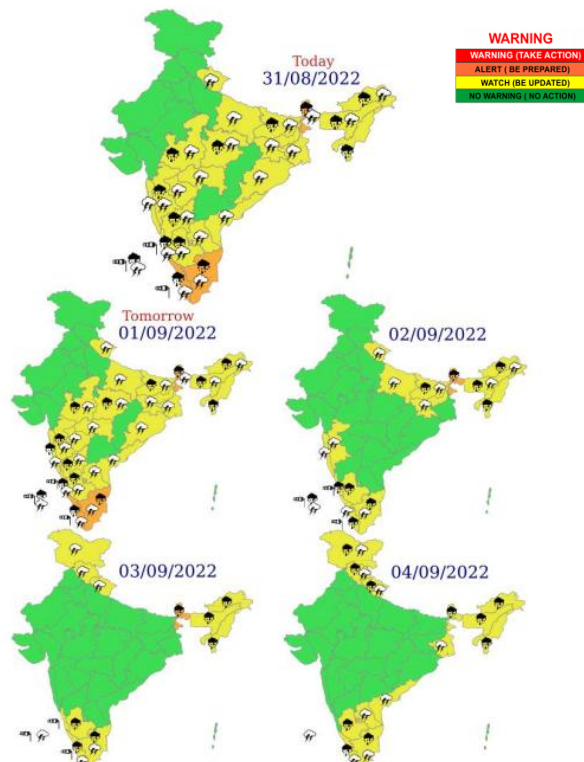 WARNING
WARNING (TAKE ACTION)
ALERT ( BE PREPARED)
WATCH (BE UPDATED)
NO WARNING ( NO ACTION)
Today
31/08/2022
Tomorrow
01/09/2022
02/09/2022
03/09/2022
04/09/2022